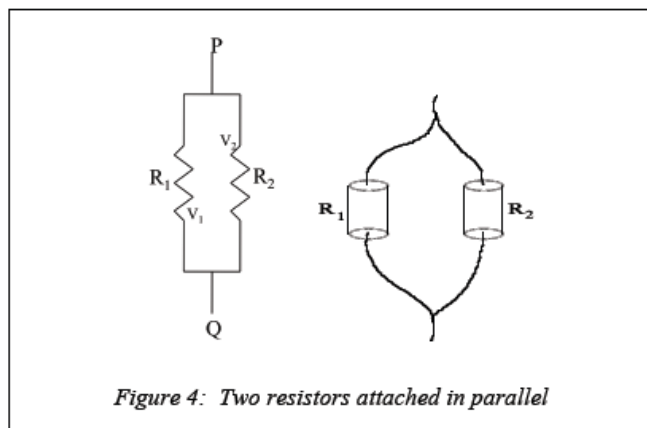 P
V₂
R₁ R₂
V₁
R₁ R₂
Q
Figure 4: Two resistors attached in parallel